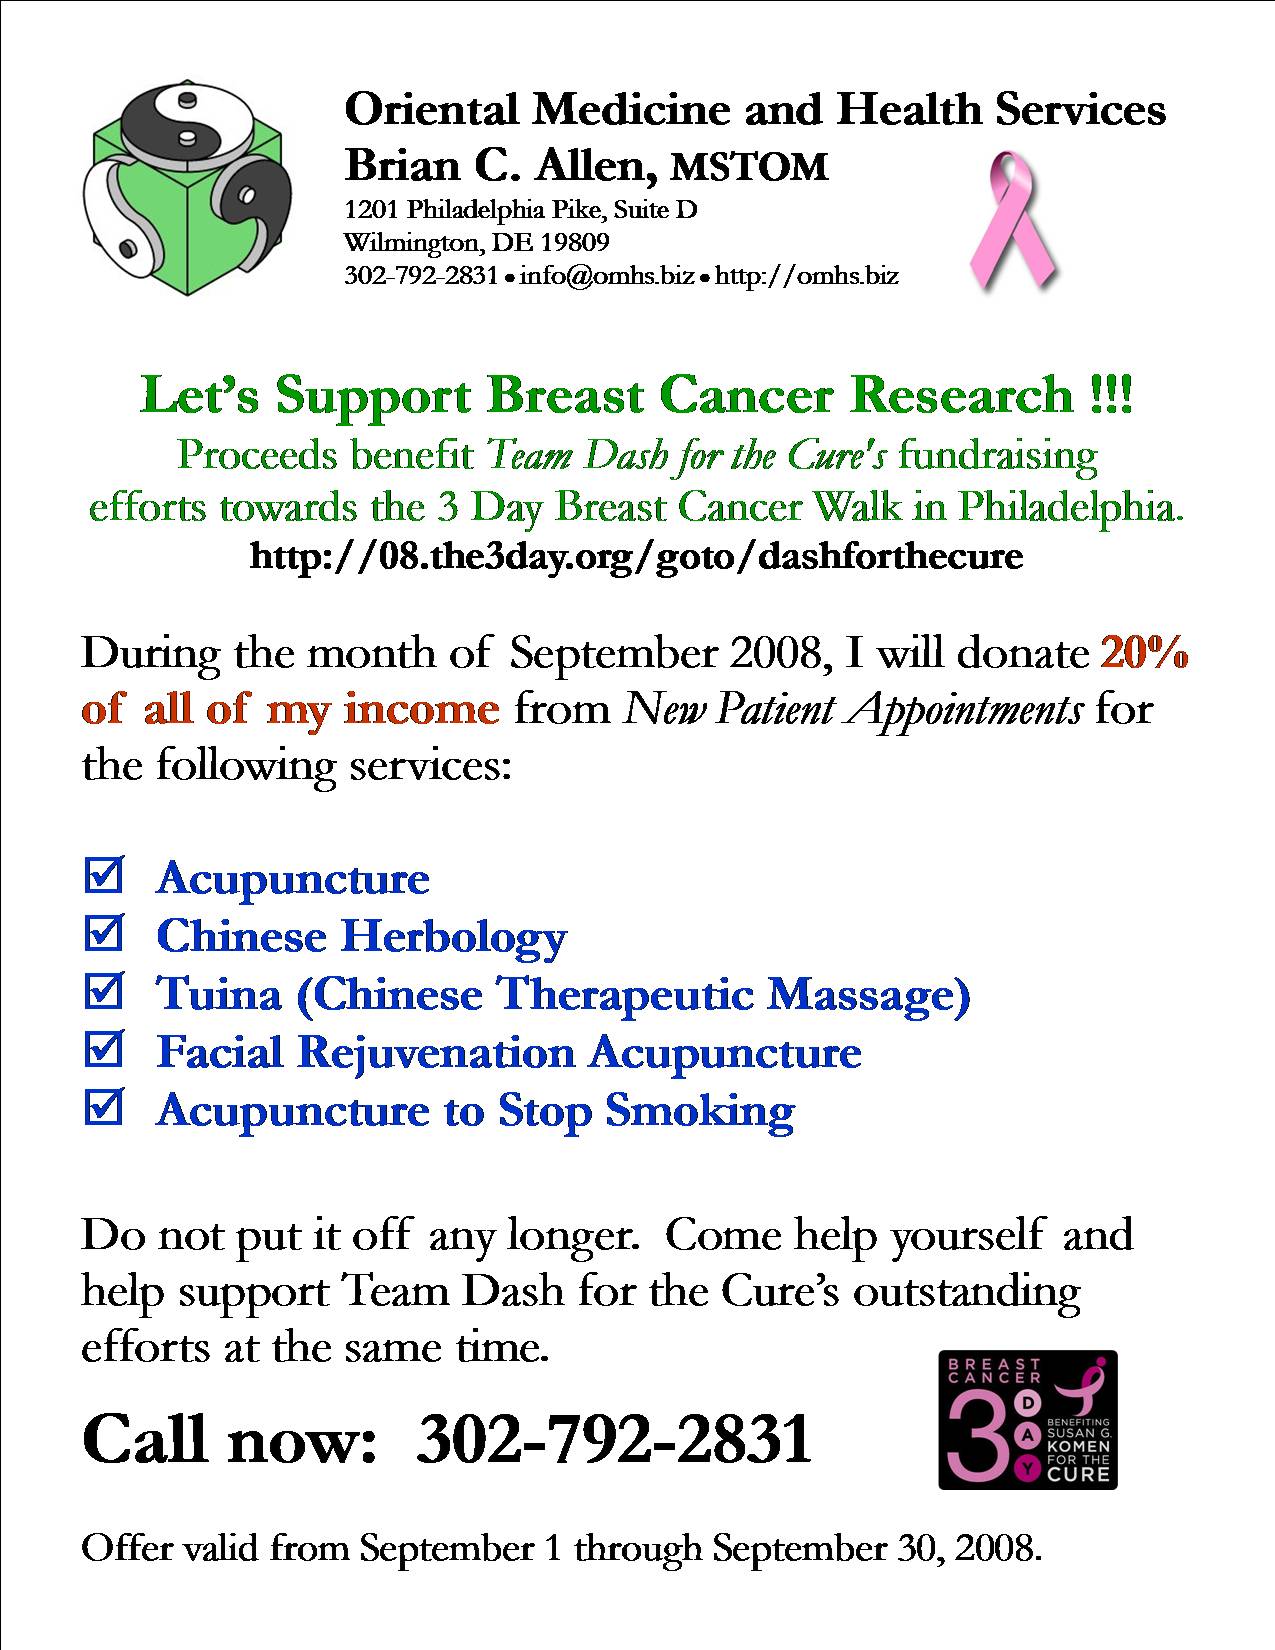 Oriental Medicine and Health Services
Brian C. Allen, MSTOM
1201 Philadelphia Pike, Suite D
Wilmington, DE 19809
302-792-2831 • info@omhs.biz • http://omhs.biz
Let's Support Breast Cancer Research !!!
Proceeds benefit Team Dash for the Cure's fundraising
efforts towards the 3 Day Breast Cancer Walk in Philadelphia.
http://08.the3day.org/goto/dashforthecure
During the month of September 2008, I will donate 20%
of all of my income from New Patient Appointments for
the following services:
☑ Acupuncture
☑ Chinese Herbology
☑ Tuina (Chinese Therapeutic Massage)
☑ Facial Rejuvenation Acupuncture
☑ Acupuncture to Stop Smoking
Do not put it off any longer. Come help yourself and
help support Team Dash for the Cure's outstanding
efforts at the same time.
Call now: 302-792-2831
BREAST
CANCER
3 DAY
BENEFITING
SUSAN G.
KOMEN
FOR THE
CURE
Offer valid from September 1 through September 30, 2008.